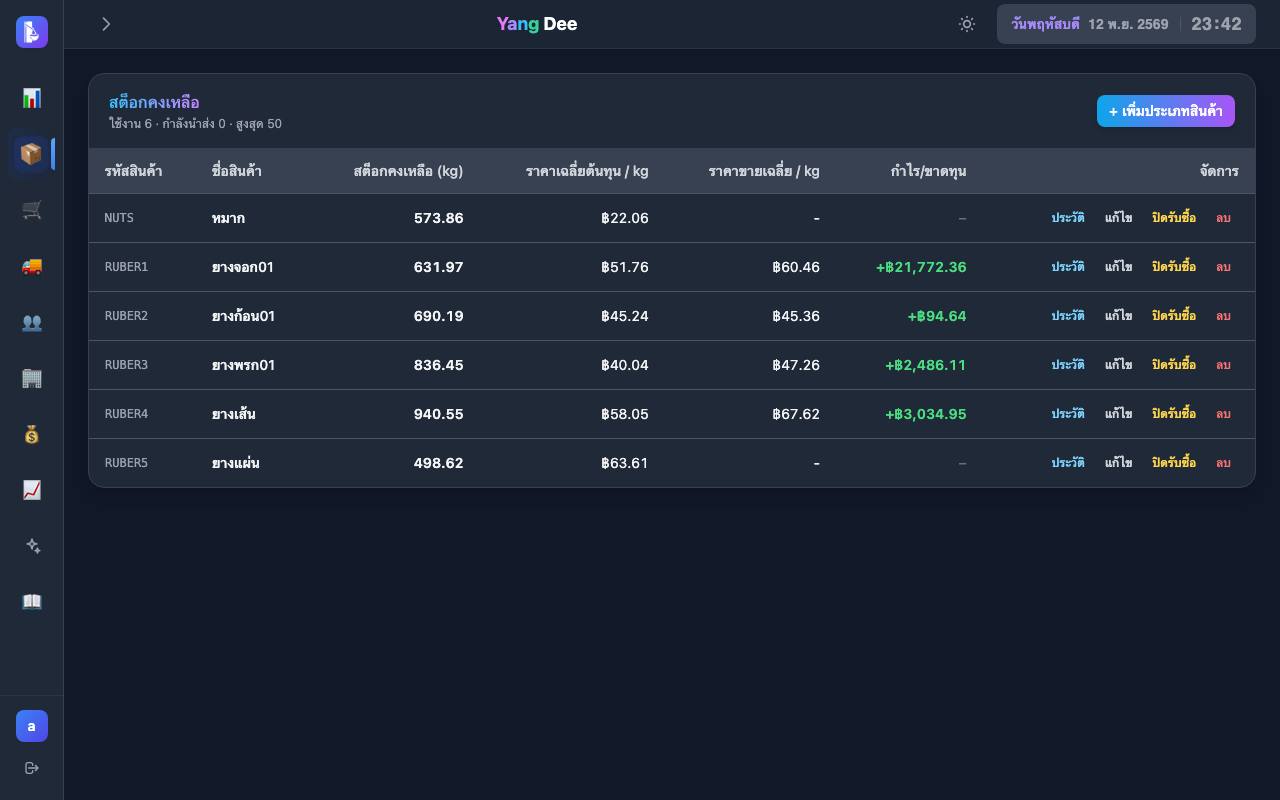 Yang Dee
วันพฤหัสบดี 12 พ.ย. 2569 23:42
สต็อกคงเหลือ
ใช้งาน 6 · กำลังนำส่ง 0 · สูงสุด 50
+ เพิ่มประเภทสินค้า
รหัสสินค้า ชื่อสินค้า สต็อกคงเหลือ (kg) ราคาเฉลี่ยต้นทุน / kg ราคาขายเฉลี่ย / kg กำไร/ขาดทุน จัดการ
NUTS หมาก 573.86 ฿22.06 - – ประวัติ แก้ไข ปิดรับซื้อ ลบ
RUBER1 ยางจอก01 631.97 ฿51.76 ฿60.46 +฿21,772.36 ประวัติ แก้ไข ปิดรับซื้อ ลบ
RUBER2 ยางก้อน01 690.19 ฿45.24 ฿45.36 +฿94.64 ประวัติ แก้ไข ปิดรับซื้อ ลบ
RUBER3 ยางพรก01 836.45 ฿40.04 ฿47.26 +฿2,486.11 ประวัติ แก้ไข ปิดรับซื้อ ลบ
RUBER4 ยางเส้น 940.55 ฿58.05 ฿67.62 +฿3,034.95 ประวัติ แก้ไข ปิดรับซื้อ ลบ
RUBER5 ยางแผ่น 498.62 ฿63.61 - – ประวัติ แก้ไข ปิดรับซื้อ ลบ
a